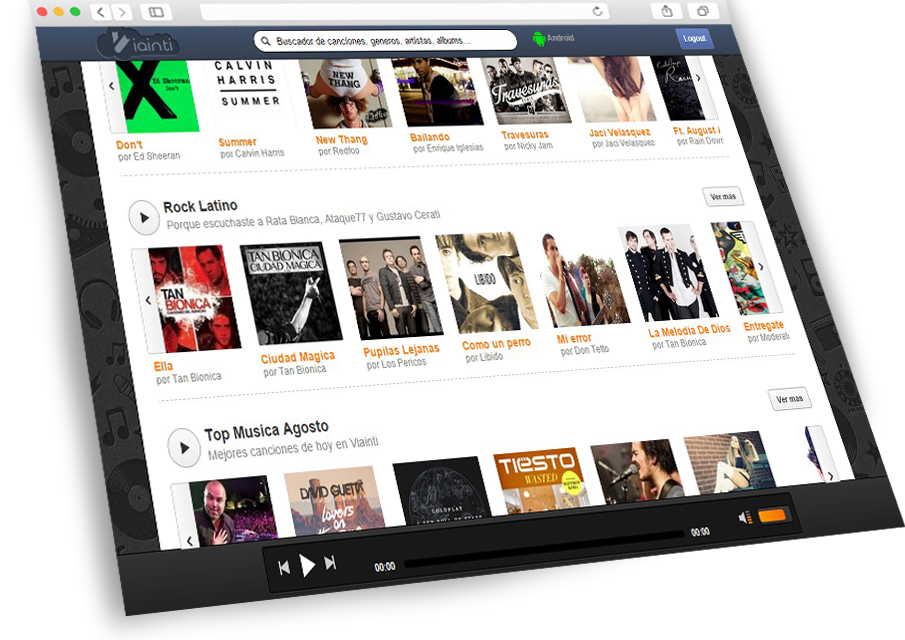 Viainti
Buscador de canciones, generos, artistas, albums...
Android
Logout
Ed Sheeran
Don't
CALVIN
HARRIS
SUMMER
NEW
THANG
Travesuras
Don't
por Ed Sheeran
Summer
por Calvin Harris
New Thang
por Redfoo
Bailando
por Enrique Iglesias
Travesuras
por Nicky Jam
Jaci Velasquez
por Jaci Velasquez
Ft. August A
por Rain Down
Rock Latino
Porque escuchaste a Rata Blanca, Ataque77 y Gustavo Cerati
Ver mas
TAN
BIONICA
TAN BIONICA
CIUDAD MAGICA
LIBIDO
Ella
por Tan Bionica
Ciudad Magica
por Tan Bionica
Pupilas Lejanas
por Los Pericos
Como un perro
por Libido
Mi error
por Don Tetto
La Melodia De Dios
por Tan Bionica
Entregate
por Moderatt
Top Musica Agosto
Mejores canciones de hoy en Viainti
Ver mas
DAVID GUETTA
lovers
on
COLDPLAY
TIËSTO
WASTED
00:00
00:00